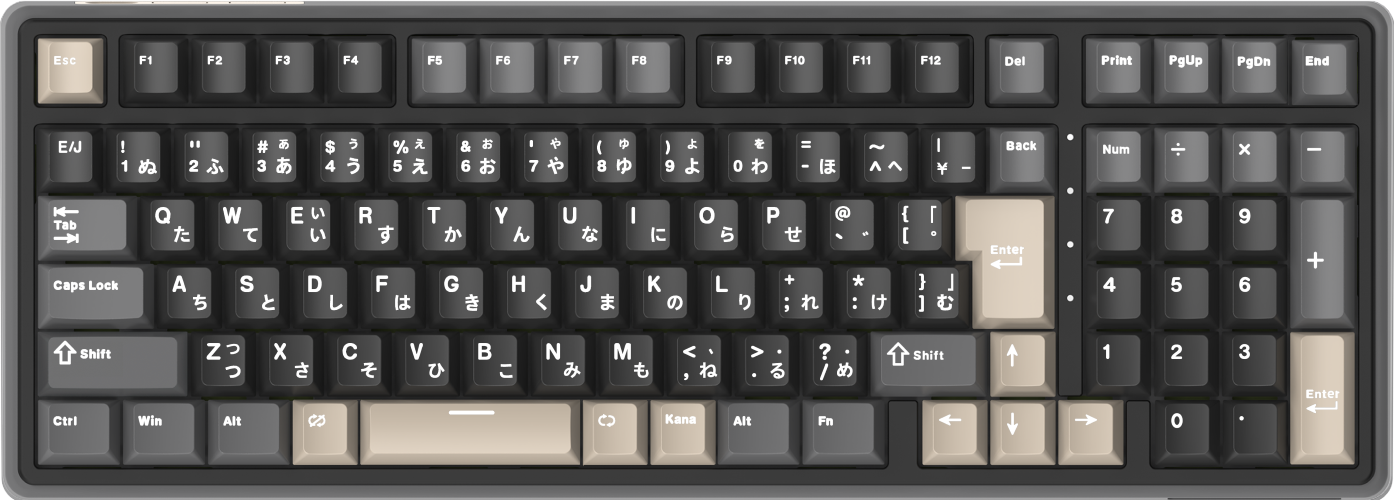 Esc F1 F2 F3 F4 F5 F6 F7 F8 F9 F10 F11 F12 Del Print PgUp PgDn End
E/J ! 1 ぬ " 2 ふ # ぁ 3 あ $ ぅ 4 う % ぇ 5 え & ぉ 6 お ' ゃ 7 や ( ゅ 8 ゆ ) ょ 9 よ を 0 わ = - ほ ~ ^ へ | ¥ - Back Num ÷ × −
Tab Q た W て E ぃ い R す T か Y ん U な I に O ら P せ @ ` ゛ { 「 [ ° Enter 7 8 9 +
Caps Lock A ち S と D し F は G き H く J ま K の L り + ; れ * : け } 」 ] む 4 5 6
Shift Z っ つ X さ C そ V ひ B こ N み M も < 、 , ね > · . る ? · / め Shift ↑ 1 2 3 Enter
Ctrl Win Alt Kana Alt Fn ← ↓ → 0 ·